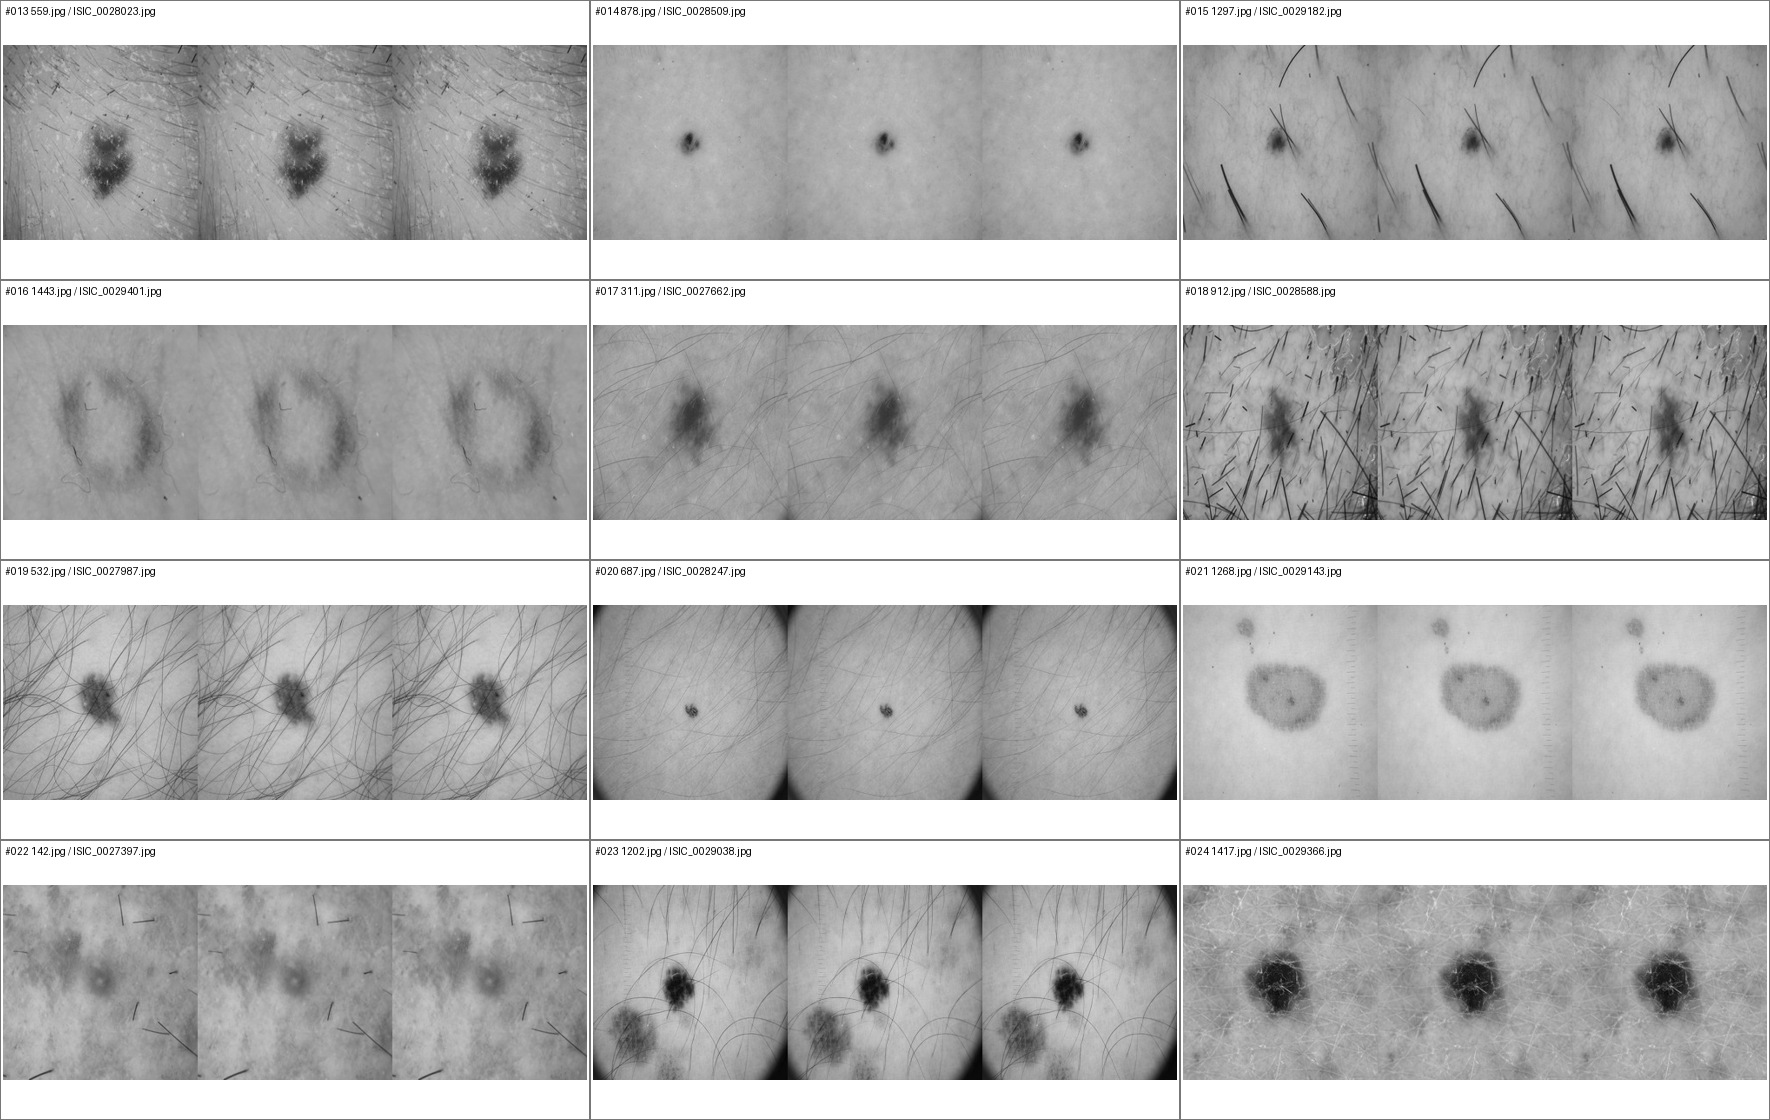 #013 559.jpg / ISIC_0028023.jpg
#014 878.jpg / ISIC_0028509.jpg
#015 1297.jpg / ISIC_0029182.jpg
#016 1443.jpg / ISIC_0029401.jpg
#017 311.jpg / ISIC_0027662.jpg
#018 912.jpg / ISIC_0028588.jpg
#019 532.jpg / ISIC_0027987.jpg
#020 687.jpg / ISIC_0028247.jpg
#021 1268.jpg / ISIC_0029143.jpg
#022 142.jpg / ISIC_0027397.jpg
#023 1202.jpg / ISIC_0029038.jpg
#024 1417.jpg / ISIC_0029366.jpg